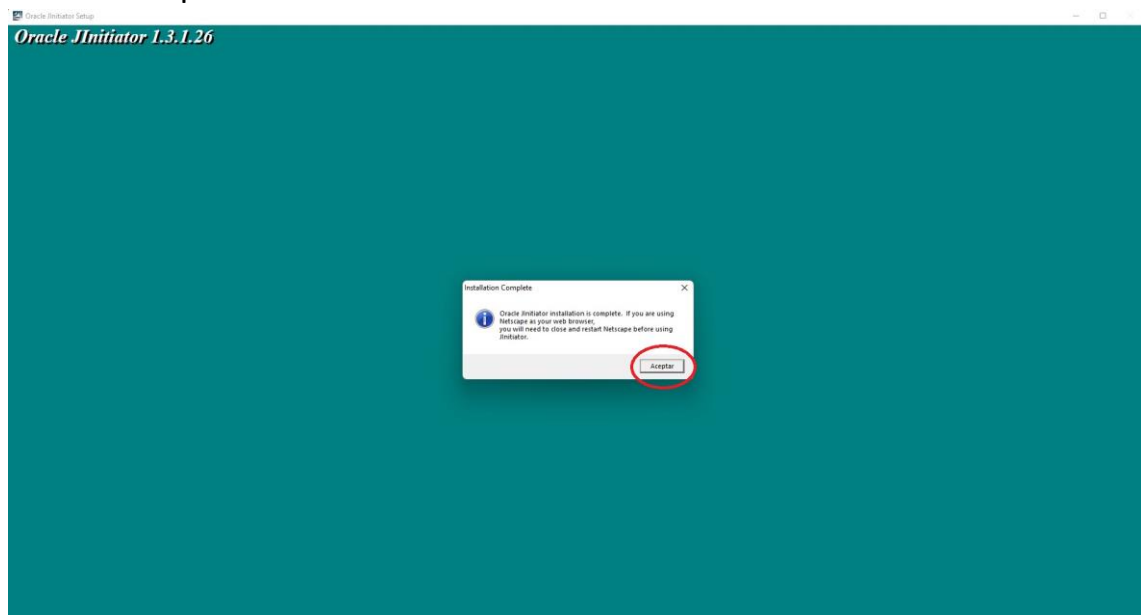 Oracle JInitiator Setup
Oracle JInitiator 1.3.1.26
Installation Complete
Oracle JInitiator installation is complete. If you are using
Netscape as your web browser,
you will need to close and restart Netscape before using
JInitiator.
Aceptar